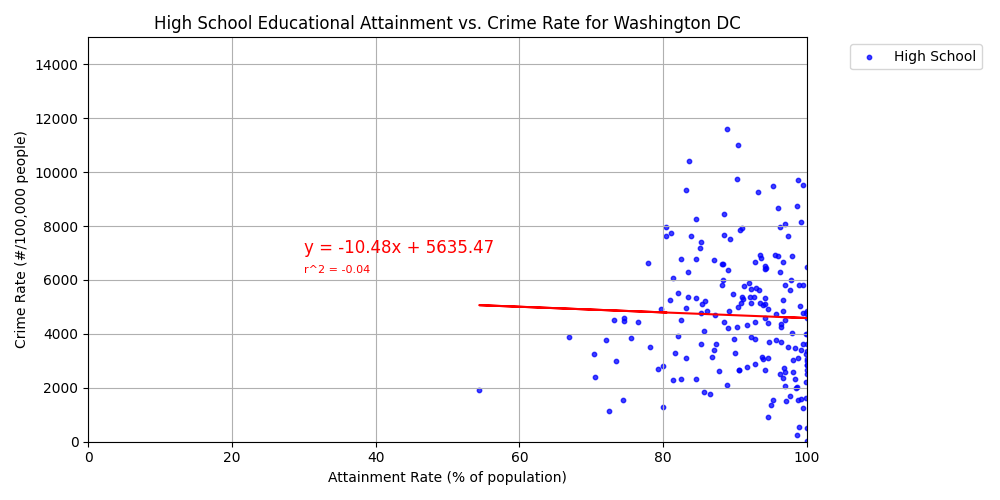 High School Educational Attainment vs. Crime Rate for Washington DC
High School
14000
12000
10000
8000
6000
4000
2000
0
Crime Rate (#/100,000 people)
y = -10.48x + 5635.47
r^2 = -0.04
0 20 40 60 80 100
Attainment Rate (% of population)